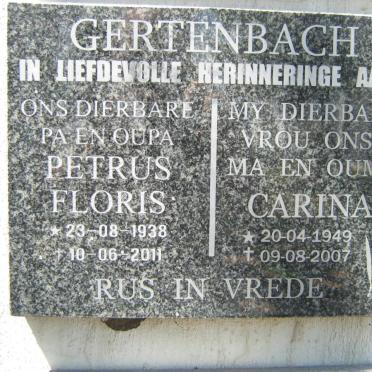 GERTENBACH
IN LIEFDEVOLLE HERINNERINGE A
ONS DIERBARE
PA EN OUPA
PETRUS
FLORIS
★ 23-08-1938
† 10-06-2011
MY DIERBA
VROU ONS
MA EN OUM
CARINA
★ 20-04-1949
† 09-08-2007
RUS IN VREDE